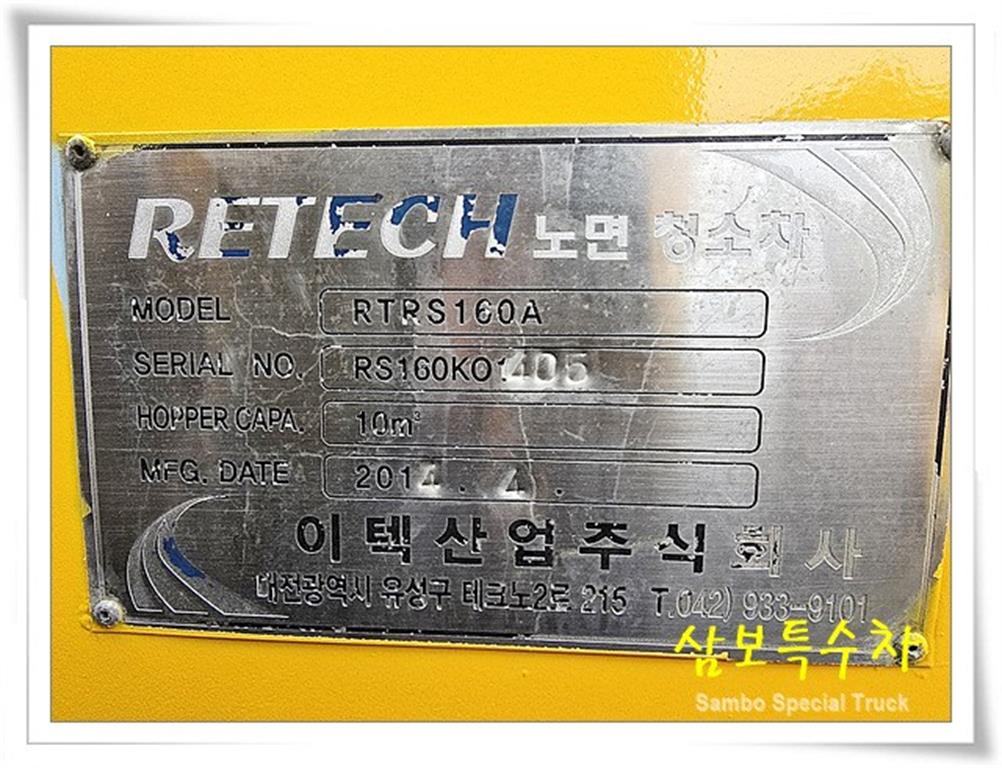 RETECH 노면 청소차
MODEL RTRS160A
SERIAL NO. RS160KO1405
HOPPER CAPA. 10m³
MFG. DATE 2014. 4.
이텍산업주식회사
대전광역시 유성구 테크노2로 215 T.042) 933-9101
삼보특수차
Sambo Special Truck